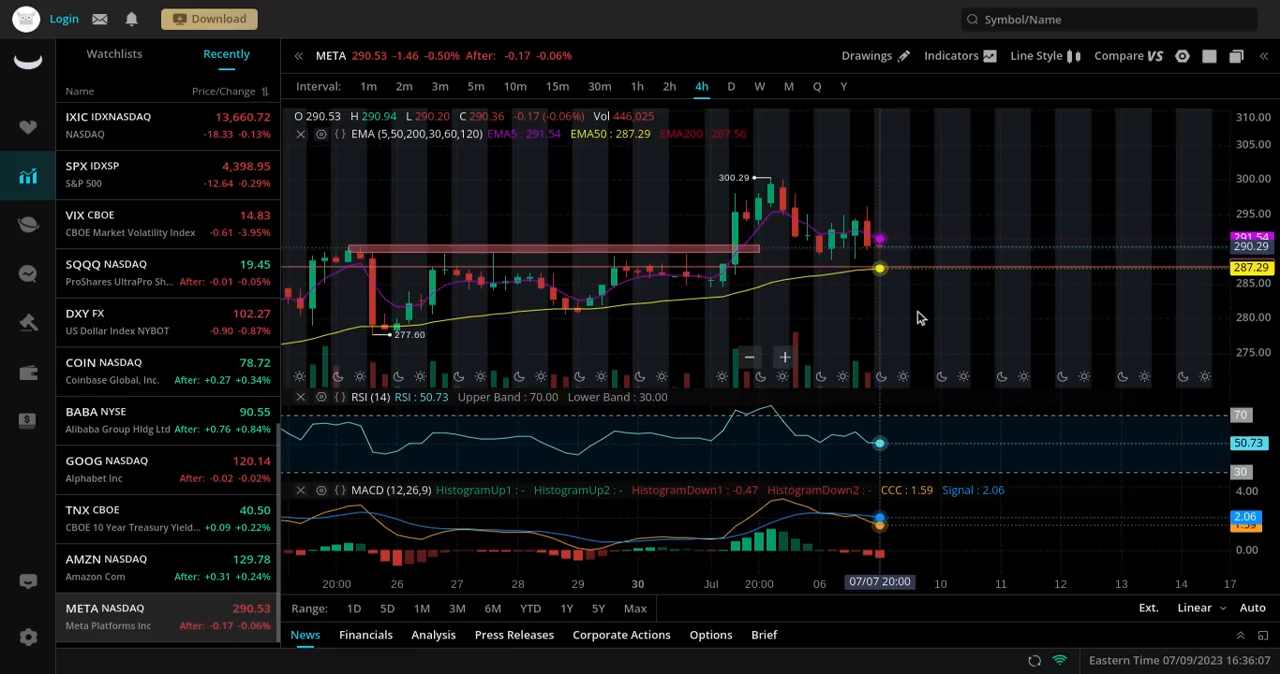 Login
Download
Symbol/Name
Watchlists
Recently
Name
Price/Change
IXIC IDXNASDAQ 13,660.72
NASDAQ -18.33 -0.13%
SPX IDXSP 4,398.95
S&P 500 -12.64 -0.29%
VIX CBOE 14.83
CBOE Market Volatility Index -0.61 -3.95%
SQQQ NASDAQ 19.45
ProShares UltraPro Sh... After: -0.01 -0.05%
DXY FX 102.27
US Dollar Index NYBOT -0.90 -0.87%
COIN NASDAQ 78.72
Coinbase Global, Inc. After: +0.27 +0.34%
BABA NYSE 90.55
Alibaba Group Hldg Ltd After: +0.76 +0.84%
GOOG NASDAQ 120.14
Alphabet Inc After: -0.02 -0.02%
TNX CBOE 40.50
CBOE 10 Year Treasury Yield... +0.09 +0.22%
AMZN NASDAQ 129.78
Amazon Com After: +0.31 +0.24%
META NASDAQ 290.53
Meta Platforms Inc After: -0.17 -0.06%
META 290.53 -1.46 -0.50% After: -0.17 -0.06%
Drawings
Indicators
Line Style
Compare VS
Interval: 1m 2m 3m 5m 10m 15m 30m 1h 2h 4h D W M Q Y
O 290.53 H 290.94 L 290.20 C 290.36 -0.17 (-0.06%) Vol 446,025
EMA (5,50,200,30,60,120) EMA5 : 291.54 EMA50 : 287.29 EMA200 : 287.56
300.29
277.60
310.00
305.00
300.00
295.00
291.54
290.29
287.29
285.00
280.00
275.00
RSI (14) RSI : 50.73 Upper Band : 70.00 Lower Band : 30.00
70
50.73
30
MACD (12,26,9) HistogramUp1 : - HistogramUp2 : - HistogramDown1 : -0.47 HistogramDown2 : - CCC : 1.59 Signal : 2.06
4.00
2.06
1.59
0.00
20:00 26 27 28 29 30 Jul 20:00 06 07/07 20:00 10 11 12 13 14 17
Range: 1D 5D 1M 3M 6M YTD 1Y 5Y Max
Ext. Linear Auto
News Financials Analysis Press Releases Corporate Actions Options Brief
Eastern Time 07/09/2023 16:36:07